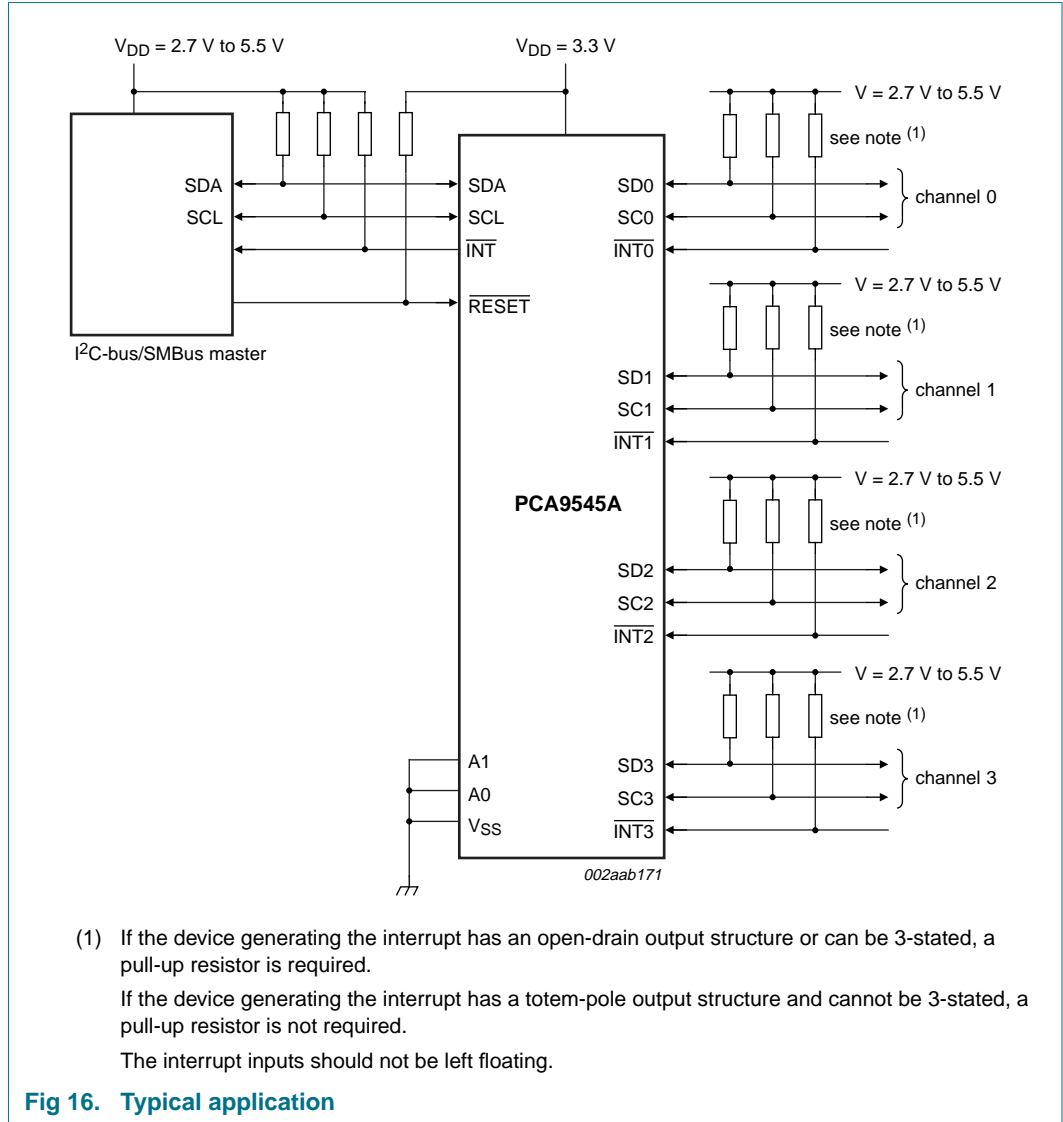 VDD = 2.7 V to 5.5 V
VDD = 3.3 V
V = 2.7 V to 5.5 V
see note (1)
SDA
SCL
SDA
SCL
INT
RESET
SD0
SC0
INT0
channel 0
I2C-bus/SMBus master
V = 2.7 V to 5.5 V
see note (1)
SD1
SC1
INT1
channel 1
PCA9545A
V = 2.7 V to 5.5 V
see note (1)
SD2
SC2
INT2
channel 2
V = 2.7 V to 5.5 V
see note (1)
A1
A0
VSS
SD3
SC3
INT3
channel 3
002aab171
(1) If the device generating the interrupt has an open-drain output structure or can be 3-stated, a
pull-up resistor is required.
If the device generating the interrupt has a totem-pole output structure and cannot be 3-stated, a
pull-up resistor is not required.
The interrupt inputs should not be left floating.
Fig 16. Typical application